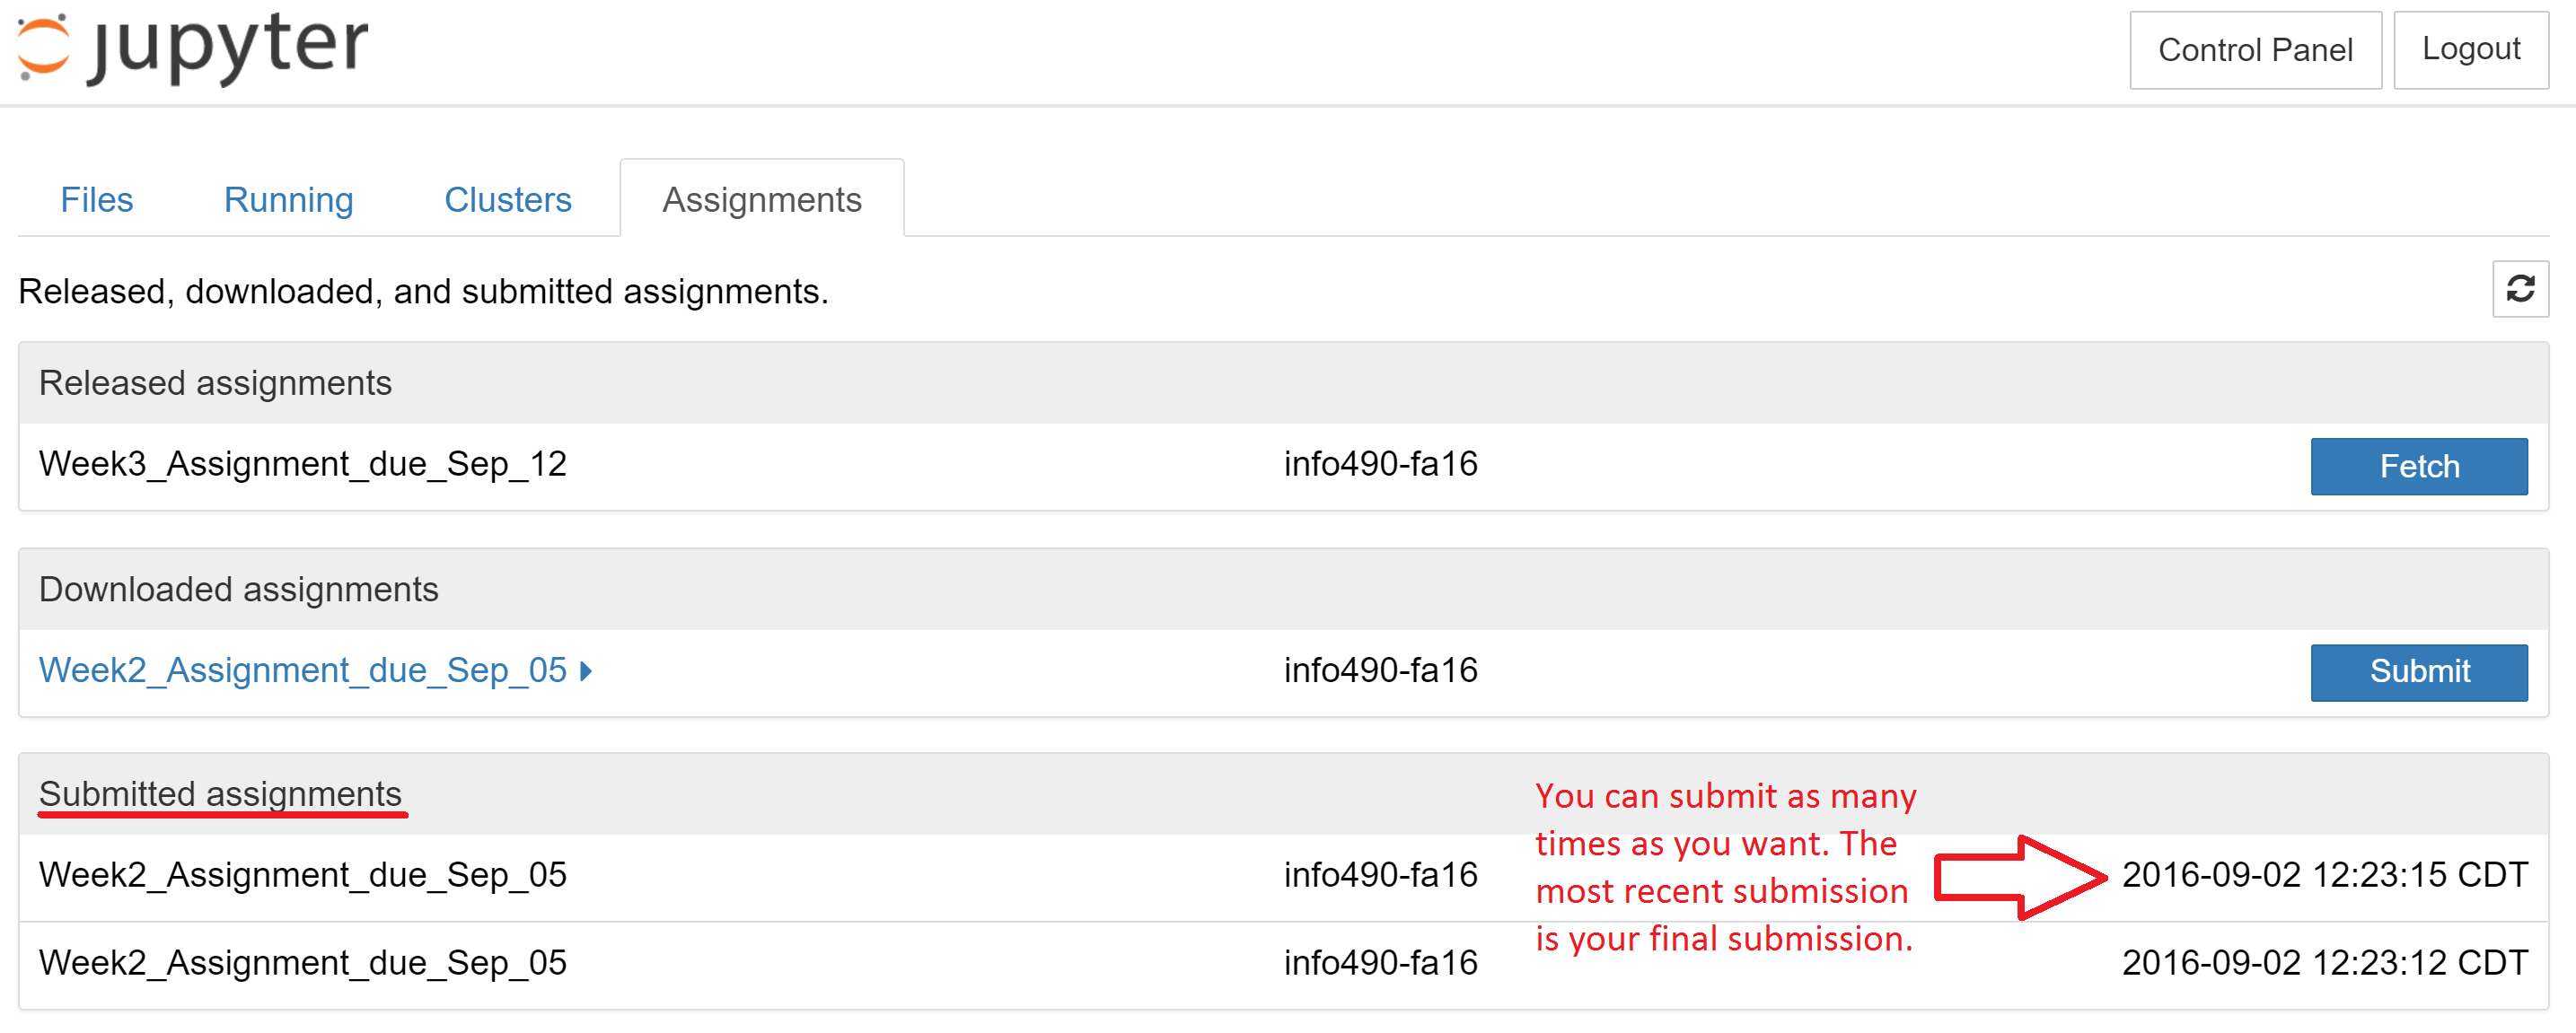 jupyter
Control Panel
Logout
Files
Running
Clusters
Assignments
Released, downloaded, and submitted assignments.
Released assignments
Week3_Assignment_due_Sep_12 info490-fa16 Fetch
Downloaded assignments
Week2_Assignment_due_Sep_05 info490-fa16 Submit
Submitted assignments
You can submit as many
times as you want. The
most recent submission
is your final submission.
Week2_Assignment_due_Sep_05 info490-fa16 2016-09-02 12:23:15 CDT
Week2_Assignment_due_Sep_05 info490-fa16 2016-09-02 12:23:12 CDT